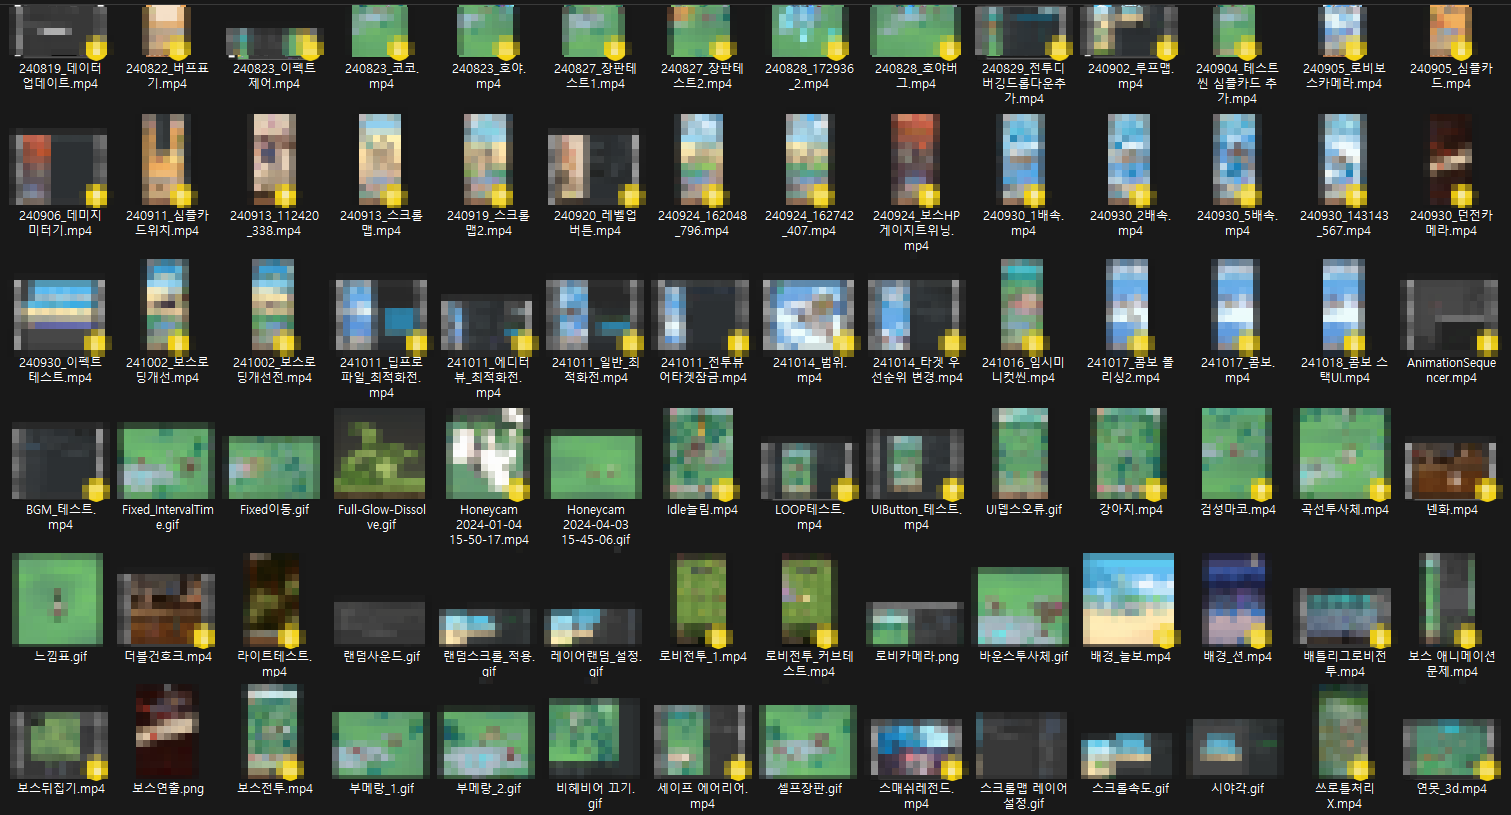 240819_데이터
업데이트.mp4
240822_버프표
기.mp4
240823_이펙트
제어.mp4
240823_코코.
mp4
240823_호야.
mp4
240827_장판테
스트1.mp4
240827_장판테
스트2.mp4
240828_172936
_2.mp4
240828_호야버
그.mp4
240829_전투디
버깅드롭다운추
가.mp4
240902_루프맵.
mp4
240904_테스트
씬 심플카드 추
가.mp4
240905_로비보
스카메라.mp4
240905_심플카
드.mp4
240906_데미지
미터기.mp4
240911_심플카
드위치.mp4
240913_112420
_338.mp4
240913_스크롤
맵.mp4
240919_스크롤
맵2.mp4
240920_레벨업
버튼.mp4
240924_162048
_796.mp4
240924_162742
_407.mp4
240924_보스HP
게이지트위닝.
mp4
240930_1배속.
mp4
240930_2배속.
mp4
240930_5배속.
mp4
240930_143143
_567.mp4
240930_던전카
메라.mp4
240930_이펙트
테스트.mp4
241002_보스로
딩개선.mp4
241002_보스로
딩개선전.mp4
241011_딥프로
파일_최적화전.
mp4
241011_에디터
뷰_최적화전.
mp4
241011_일반_최
적화전.mp4
241011_전투뷰
어타겟잠금.mp4
241014_범위.
mp4
241014_타겟 우
선순위 변경.mp4
241016_임시미
니컷씬.mp4
241017_콤보 폴
리싱2.mp4
241017_콤보.
mp4
241018_콤보 스
택UI.mp4
AnimationSeque
ncer.mp4
BGM_테스트.
mp4
Fixed_IntervalTim
e.gif
Fixed이동.gif
Full-Glow-Dissol
ve.gif
Honeycam
2024-01-04
15-50-17.mp4
Honeycam
2024-04-03
15-45-06.gif
Idle늘림.mp4
LOOP테스트.
mp4
UIButton_테스트.
mp4
UI뎁스오류.gif
강아지.mp4
검성마코.mp4
곡선투사체.mp4
넨화.mp4
느낌표.gif
더블건호크.mp4
라이트테스트.
mp4
랜덤사운드.gif
랜덤스크롤_적용.
gif
레이어랜덤_설정.
gif
로비전투_1.mp4
로비전투_커브테
스트.mp4
로비카메라.png
바운스투사체.gif
배경_늘보.mp4
배경_션.mp4
배틀리그로비전
투.mp4
보스 애니메이션
문제.mp4
보스뒤집기.mp4
보스연출.png
보스전투.mp4
부메랑_1.gif
부메랑_2.gif
비헤비어 끄기.
gif
세이프 에어리어.
mp4
셀프장판.gif
스매쉬레전드.
mp4
스크롤맵 레이어
설정.gif
스크롤속도.gif
시야각.gif
쓰로틀처리
X.mp4
연못_3d.mp4